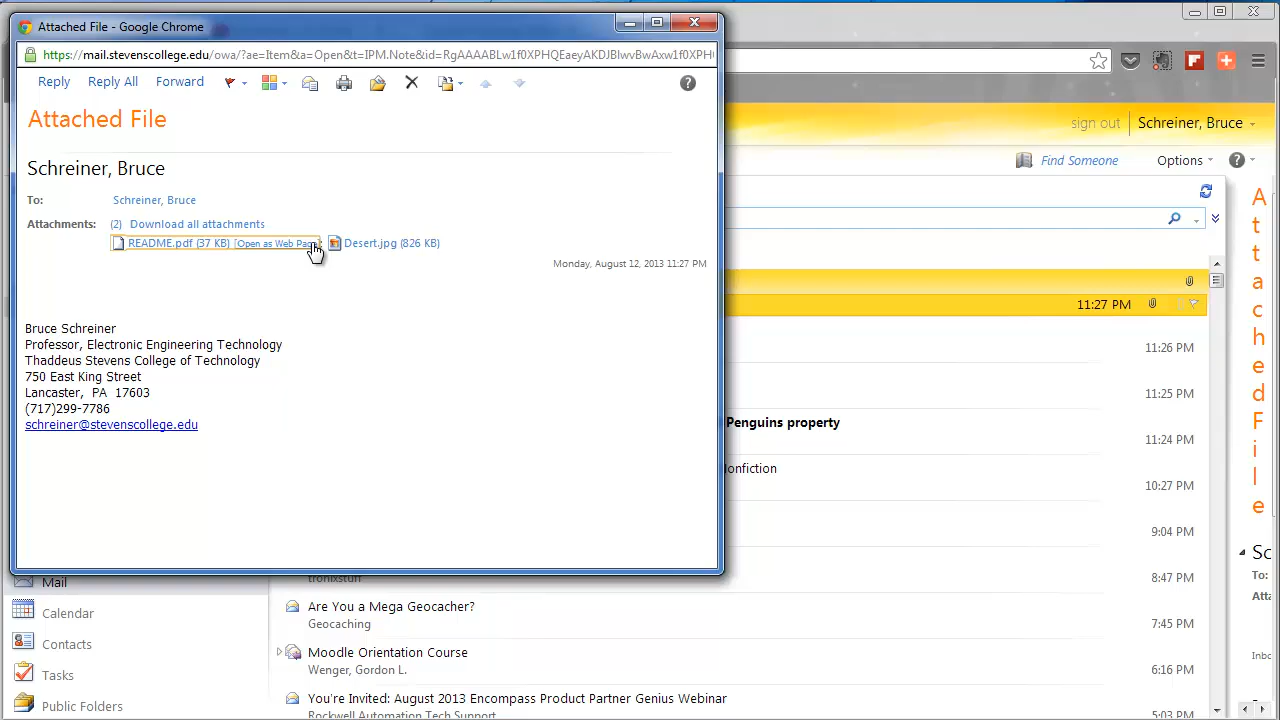 Attached File - Google Chrome
https://mail.stevenscollege.edu/owa/?ae=Item&a=Open&t=IPM.Note&id=
Reply Reply All Forward
Attached File
sign out Schreiner, Bruce
Find Someone Options
Schreiner, Bruce
To: Schreiner, Bruce
Attachments: (2) Download all attachments
README.pdf (37 KB) [Open as Web Desert.jpg (826 KB)
Monday, August 12, 2013 11:27 PM
Bruce Schreiner
Professor, Electronic Engineering Technology
Thaddeus Stevens College of Technology
750 East King Street
Lancaster, PA 17603
(717)299-7786
schreiner@stevenscollege.edu
11:27 PM
11:26 PM
11:25 PM
Penguins property
11:24 PM
10:27 PM
9:04 PM
tronixstuff
8:47 PM
Are You a Mega Geocacher?
Geocaching
7:45 PM
Moodle Orientation Course
Wenger, Gordon L.
6:16 PM
You're Invited: August 2013 Encompass Product Partner Genius Webinar
Rockwell Automation Tech Support
5:03 PM
Mail
Calendar
Contacts
Tasks
Public Folders
A
t
t
a
c
h
e
d
F
i
l
e
Sc
To:
Atta
Inbo